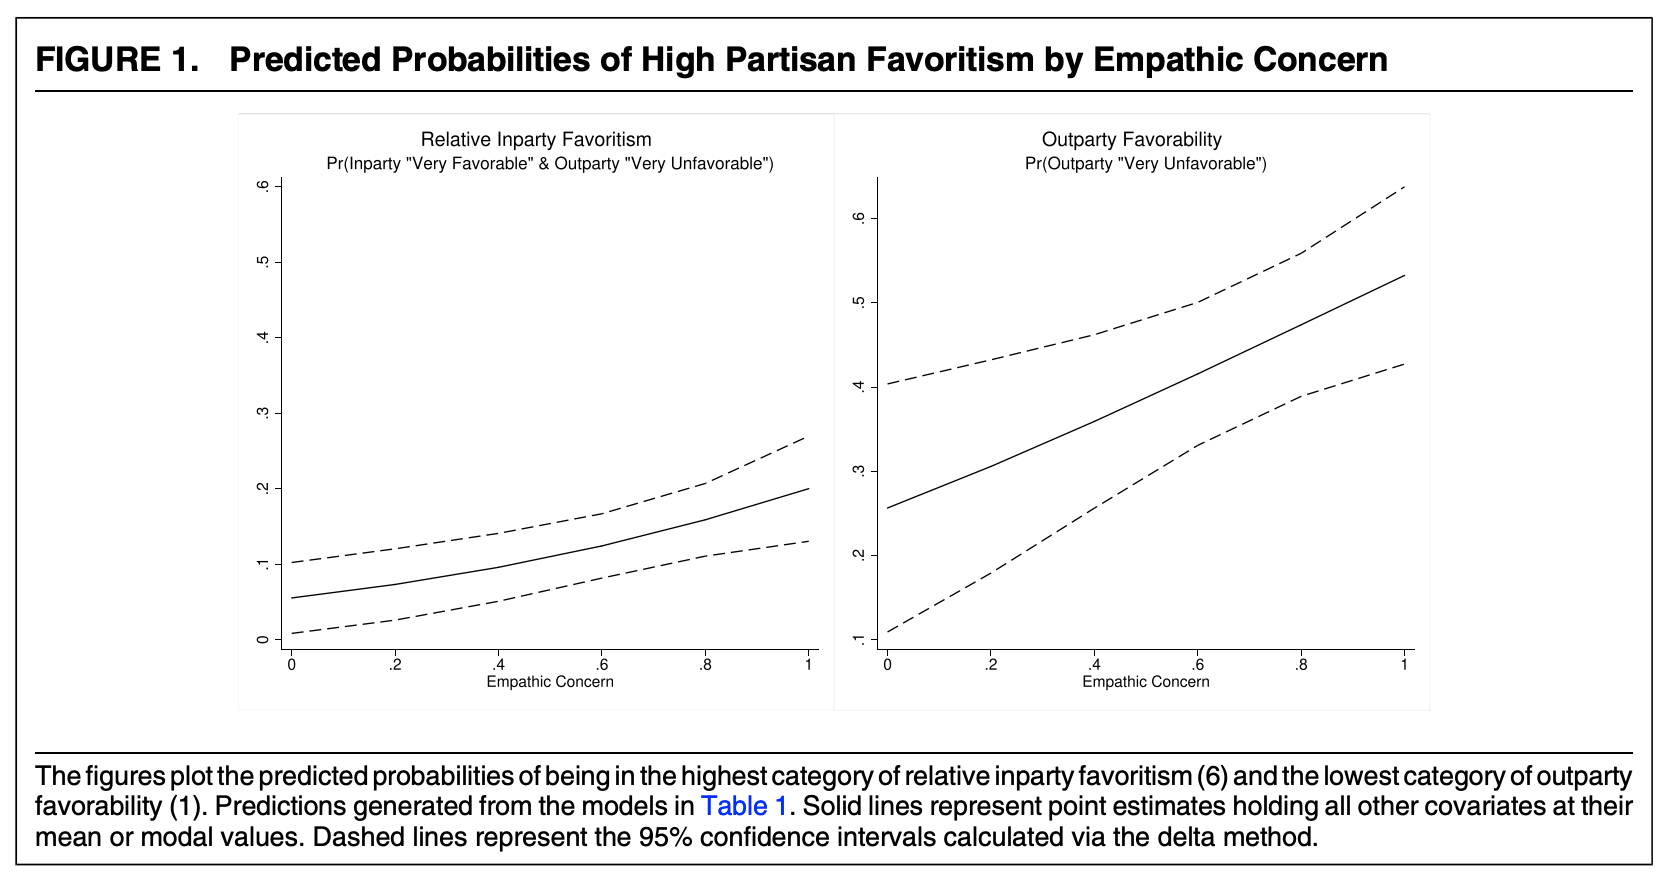 FIGURE 1. Predicted Probabilities of High Partisan Favoritism by Empathic Concern
Relative Inparty Favoritism
Pr(Inparty "Very Favorable" & Outparty "Very Unfavorable")
.6
.5
.4
.3
.2
.1
0
0 .2 .4 .6 .8 1
Empathic Concern
Outparty Favorability
Pr(Outparty "Very Unfavorable")
.6
.5
.4
.3
.2
.1
0 .2 .4 .6 .8 1
Empathic Concern
The figures plot the predicted probabilities of being in the highest category of relative inparty favoritism (6) and the lowest category of outparty
favorability (1). Predictions generated from the models in Table 1. Solid lines represent point estimates holding all other covariates at their
mean or modal values. Dashed lines represent the 95% confidence intervals calculated via the delta method.